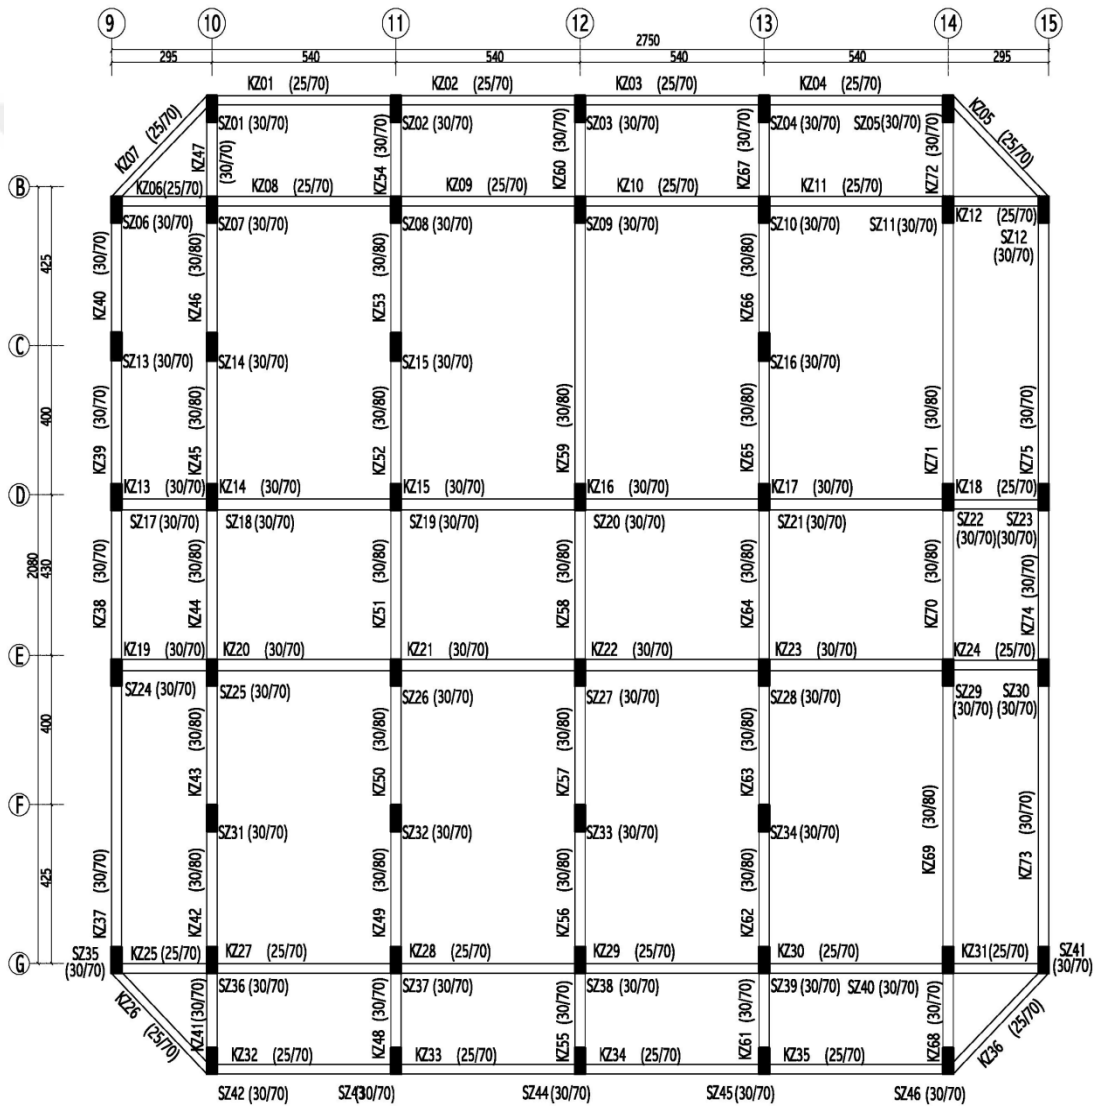 9 10 11 12 13 14 15
2750
295 540 540 540 540 295
KZ01 (25/70) KZ02 (25/70) KZ03 (25/70) KZ04 (25/70)
KZ07 (25/70) KZ05 (25/70)
SZ01 (30/70) SZ02 (30/70) SZ03 (30/70) SZ04 (30/70) SZ05(30/70)
KZ47 (30/70) KZ54 (30/70) KZ60 (30/70) KZ67 (30/70) KZ72 (30/70)
B
KZ06(25/70) KZ08 (25/70) KZ09 (25/70) KZ10 (25/70) KZ11 (25/70) KZ12 (25/70)
SZ06 (30/70) SZ07 (30/70) SZ08 (30/70) SZ09 (30/70) SZ10 (30/70) SZ11(30/70) SZ12 (30/70)
425
KZ40 (30/70) KZ46 (30/80) KZ53 (30/80) KZ66 (30/80)
C
SZ13 (30/70) SZ14 (30/70) SZ15 (30/70) SZ16 (30/70)
400
KZ39 (30/70) KZ45 (30/80) KZ52 (30/80) KZ59 (30/80) KZ65 (30/80) KZ71 (30/80) KZ75 (30/70)
D
KZ13 (30/70) KZ14 (30/70) KZ15 (30/70) KZ16 (30/70) KZ17 (30/70) KZ18 (25/70)
SZ17 (30/70) SZ18 (30/70) SZ19 (30/70) SZ20 (30/70) SZ21 (30/70) SZ22 (30/70) SZ23 (30/70)
2080
430
KZ38 (30/70) KZ44 (30/80) KZ51 (30/80) KZ58 (30/80) KZ64 (30/80) KZ70 (30/80) KZ74 (30/70)
E
KZ19 (30/70) KZ20 (30/70) KZ21 (30/70) KZ22 (30/70) KZ23 (30/70) KZ24 (25/70)
SZ24 (30/70) SZ25 (30/70) SZ26 (30/70) SZ27 (30/70) SZ28 (30/70) SZ29 (30/70) SZ30 (30/70)
400
KZ43 (30/80) KZ50 (30/80) KZ57 (30/80) KZ63 (30/80)
F
SZ31 (30/70) SZ32 (30/70) SZ33 (30/70) SZ34 (30/70)
KZ69 (30/80) KZ73 (30/70)
425
KZ37 (30/70) KZ42 (30/80) KZ49 (30/80) KZ56 (30/80) KZ62 (30/80)
G
SZ35 (30/70) KZ25 (25/70) KZ27 (25/70) KZ28 (25/70) KZ29 (25/70) KZ30 (25/70) KZ31(25/70) SZ41 (30/70)
SZ36 (30/70) SZ37 (30/70) SZ38 (30/70) SZ39 (30/70) SZ40 (30/70)
KZ26 (25/70) KZ41(30/70) KZ48 (30/70) KZ55 (30/70) KZ61 (30/70) KZ68 (30/70) KZ36 (25/70)
KZ32 (25/70) KZ33 (25/70) KZ34 (25/70) KZ35 (25/70)
SZ42 (30/70) SZ43(30/70) SZ44 (30/70) SZ45 (30/70) SZ46 (30/70)